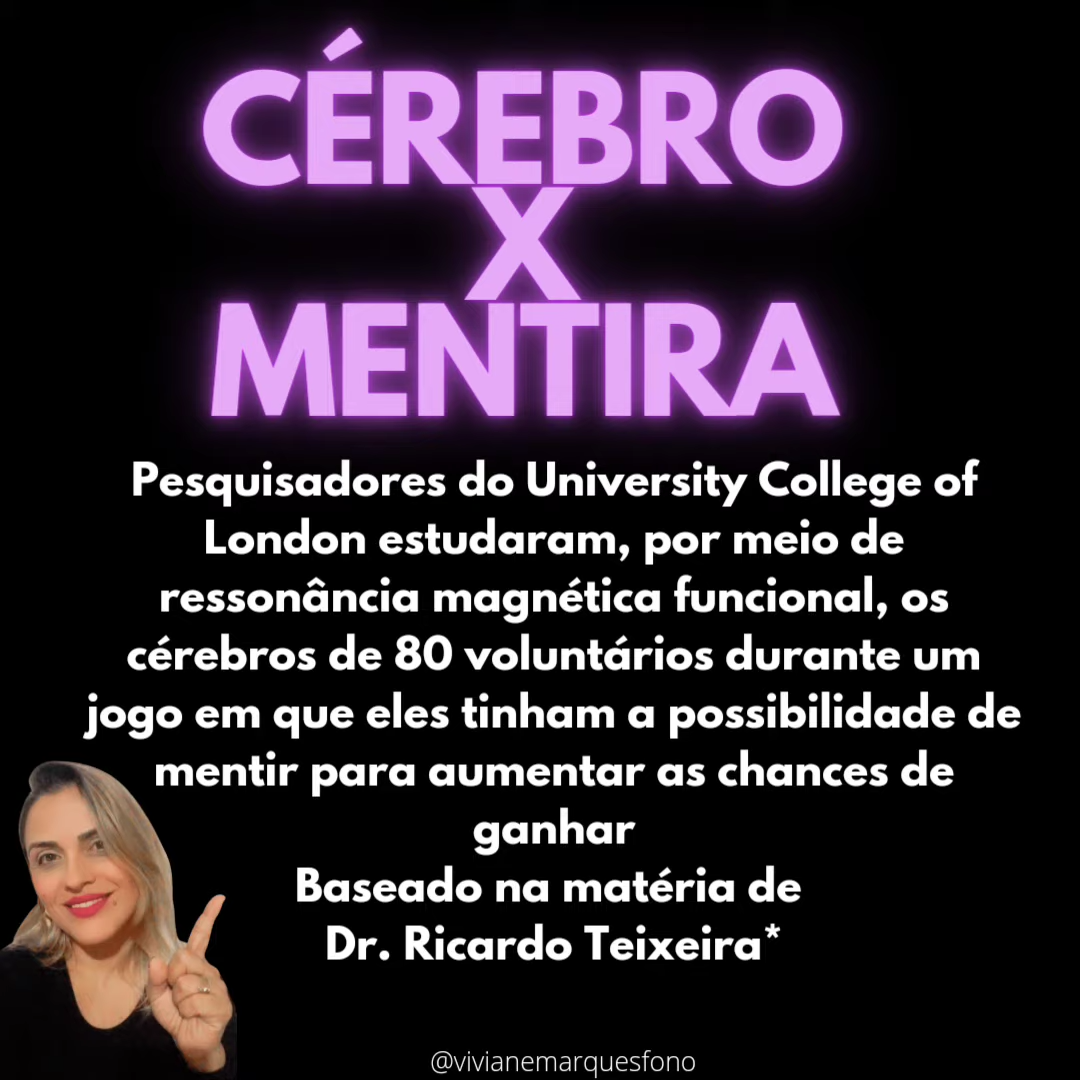 CÉREBRO
X
MENTIRA
Pesquisadores do University College of
London estudaram, por meio de
ressonância magnética funcional, os
cérebros de 80 voluntários durante um
jogo em que eles tinham a possibilidade de
mentir para aumentar as chances de
ganhar
Baseado na matéria de
Dr. Ricardo Teixeira*
@vivianemarquesfono